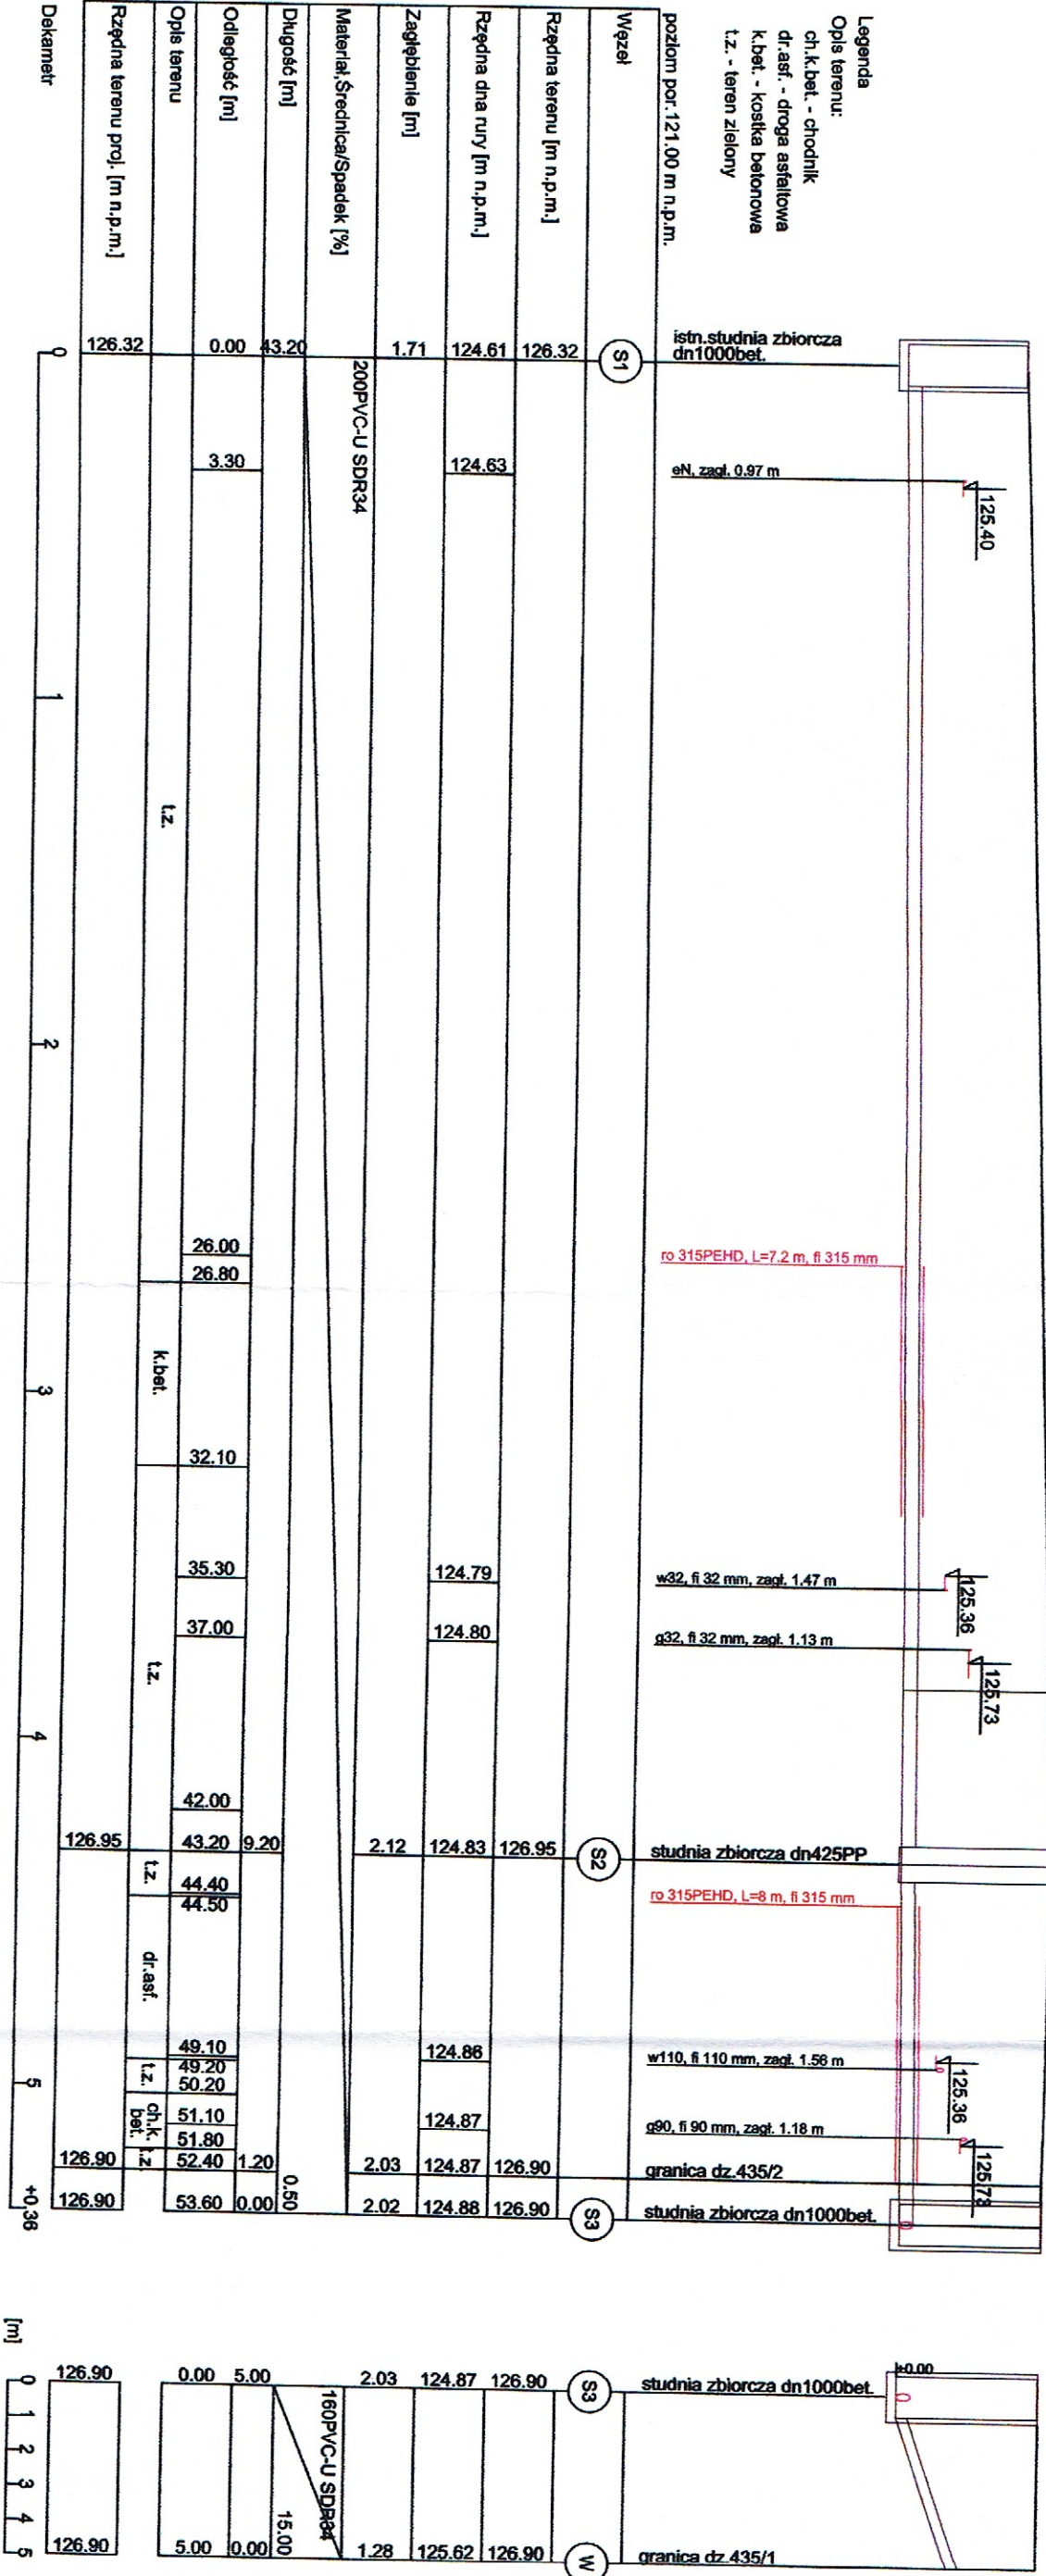 Legenda
Opis terenu:
ch.k.bet. - chodnik
dr.asf. - droga asfaltowa
k.bet. - kostka betonowa
t.z. - teren zielony
125.40
125.36
125.73
125.36
125.73
±0.00
poziom por.121.00 m n.p.m.
istn.studnia zbiorcza
dn1000bet.
eN, zagł. 0.97 m
ro 315PEHD, L=7.2 m, fi 315 mm
w32, fi 32 mm, zagł. 1.47 m
g32, fi 32 mm, zagł. 1.13 m
studnia zbiorcza dn425PP
ro 315PEHD, L=8 m, fi 315 mm
w110, fi 110 mm, zagł. 1.56 m
g90, fi 90 mm, zagł. 1.18 m
granica dz.435/2
studnia zbiorcza dn1000bet.
studnia zbiorcza dn1000bet.
granica dz.435/1
Węzeł S1 S2 S3 S3 W
Rzędna terenu [m n.p.m.] 126.32 126.95 126.90 126.90 126.90 126.90
Rzędna dna rury [m n.p.m.] 124.61 124.63 124.79 124.80 124.83 124.86 124.87 124.87 124.88 124.87 125.62
Zagłębienie [m] 1.71 2.12 2.03 2.02 2.03 1.28
Materiał,Średnica/Spadek [%] 200PVC-U SDR34 0.50 160PVC-U SDR34 15.00
Długość [m] 43.20 9.20 1.20 0.00 5.00 0.00
Odległość [m] 0.00 3.30 26.00 26.80 32.10 35.30 37.00 42.00 43.20 44.40 44.50 49.10 49.20 50.20 51.10 51.80 52.40 53.60 0.00 5.00
Opis terenu t.z. k.bet. t.z. t.z. dr.asf. t.z. ch.k. bet. t.z.
Rzędna terenu proj. [m n.p.m.] 126.32 126.95 126.90 126.90 126.90 126.90
Dekametr 0 1 2 3 4 5 +0.36
[m] 0 1 2 3 4 5